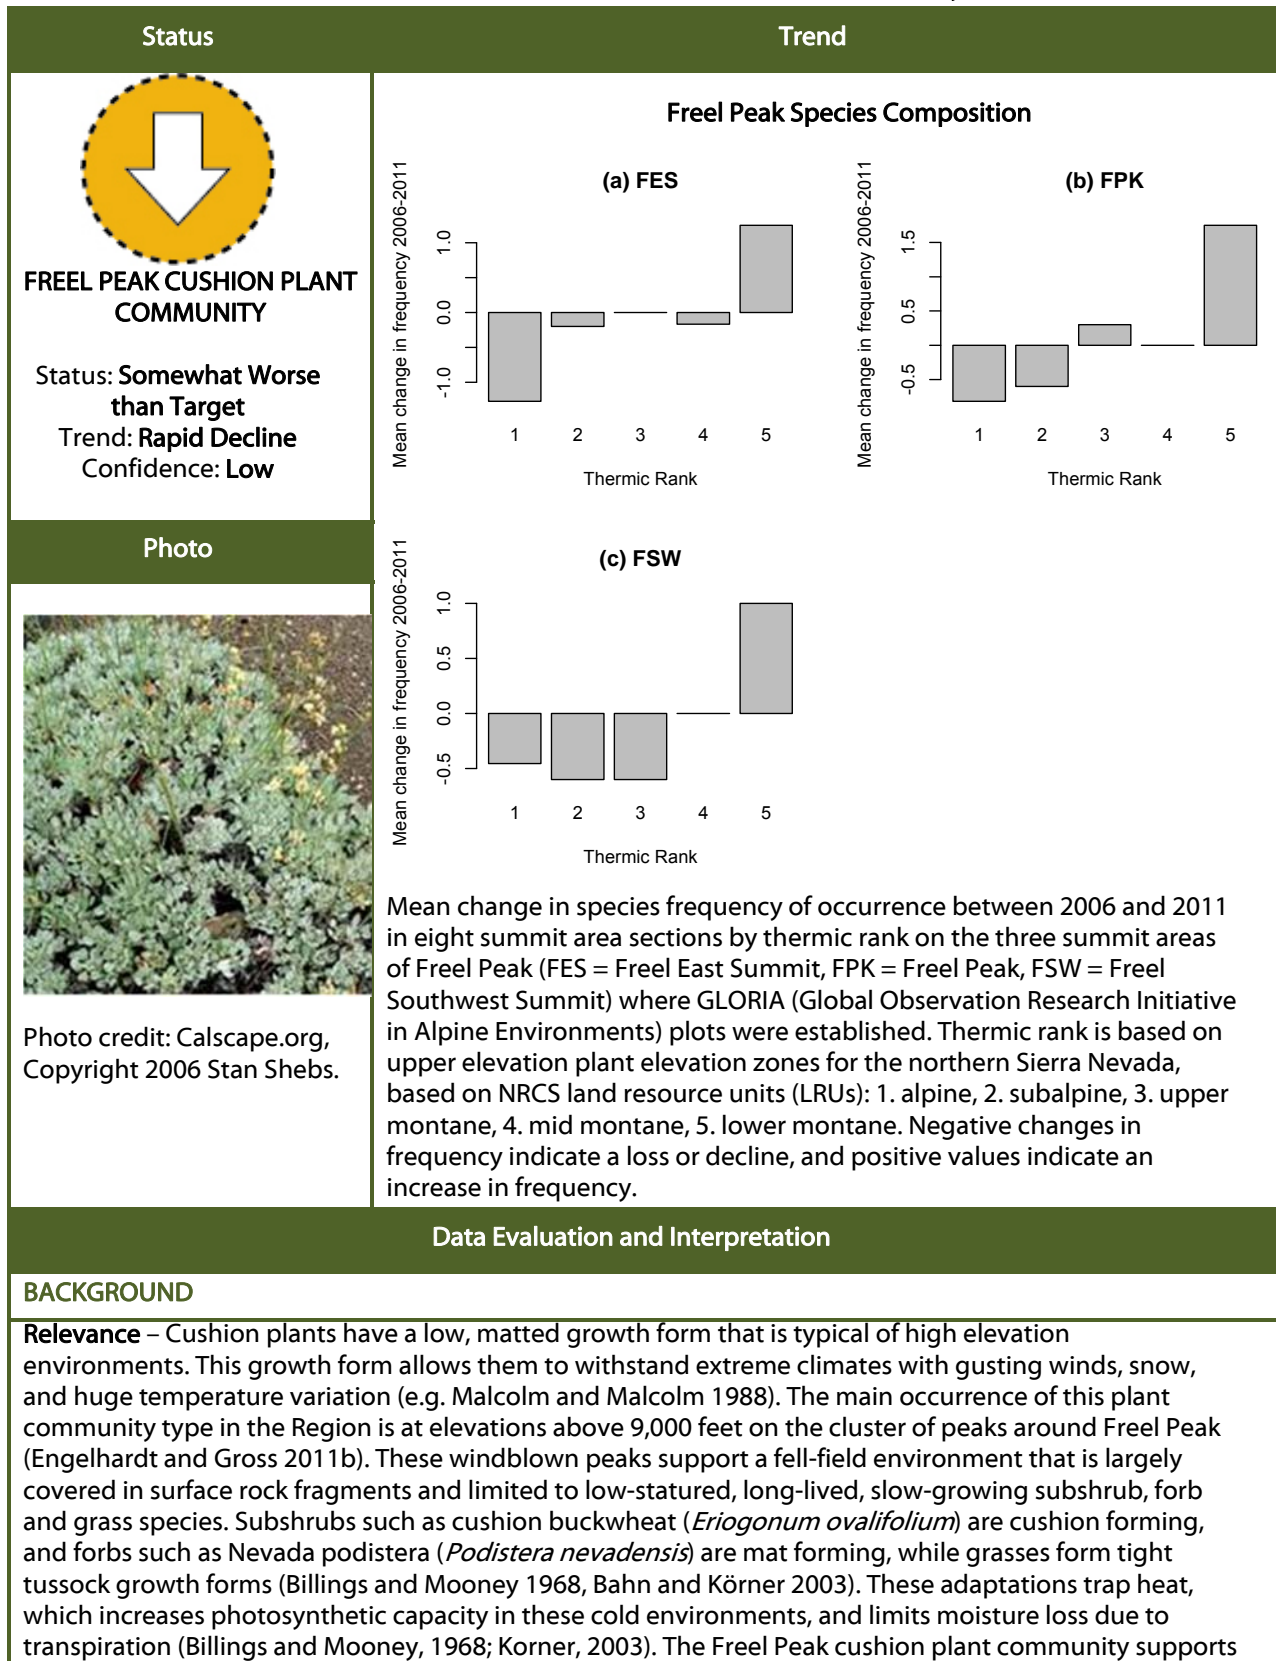 Status
Trend
FREEL PEAK CUSHION PLANT
COMMUNITY
Status: Somewhat Worse
than Target
Trend: Rapid Decline
Confidence: Low
Freel Peak Species Composition
(a) FES
Mean change in frequency 2006-2011
1.0
0.0
-1.0
1 2 3 4 5
Thermic Rank
(b) FPK
Mean change in frequency 2006-2011
1.5
0.5
-0.5
1 2 3 4 5
Thermic Rank
Photo
Photo credit: Calscape.org,
Copyright 2006 Stan Shebs.
(c) FSW
Mean change in frequency 2006-2011
1.0
0.5
0.0
-0.5
1 2 3 4 5
Thermic Rank
Mean change in species frequency of occurrence between 2006 and 2011
in eight summit area sections by thermic rank on the three summit areas
of Freel Peak (FES = Freel East Summit, FPK = Freel Peak, FSW = Freel
Southwest Summit) where GLORIA (Global Observation Research Initiative
in Alpine Environments) plots were established. Thermic rank is based on
upper elevation plant elevation zones for the northern Sierra Nevada,
based on NRCS land resource units (LRUs): 1. alpine, 2. subalpine, 3. upper
montane, 4. mid montane, 5. lower montane. Negative changes in
frequency indicate a loss or decline, and positive values indicate an
increase in frequency.
Data Evaluation and Interpretation
BACKGROUND
Relevance – Cushion plants have a low, matted growth form that is typical of high elevation
environments. This growth form allows them to withstand extreme climates with gusting winds, snow,
and huge temperature variation (e.g. Malcolm and Malcolm 1988). The main occurrence of this plant
community type in the Region is at elevations above 9,000 feet on the cluster of peaks around Freel Peak
(Engelhardt and Gross 2011b). These windblown peaks support a fell-field environment that is largely
covered in surface rock fragments and limited to low-statured, long-lived, slow-growing subshrub, forb
and grass species. Subshrubs such as cushion buckwheat (Eriogonum ovalifolium) are cushion forming,
and forbs such as Nevada podistera (Podistera nevadensis) are mat forming, while grasses form tight
tussock growth forms (Billings and Mooney 1968, Bahn and Körner 2003). These adaptations trap heat,
which increases photosynthetic capacity in these cold environments, and limits moisture loss due to
transpiration (Billings and Mooney, 1968; Korner, 2003). The Freel Peak cushion plant community supports